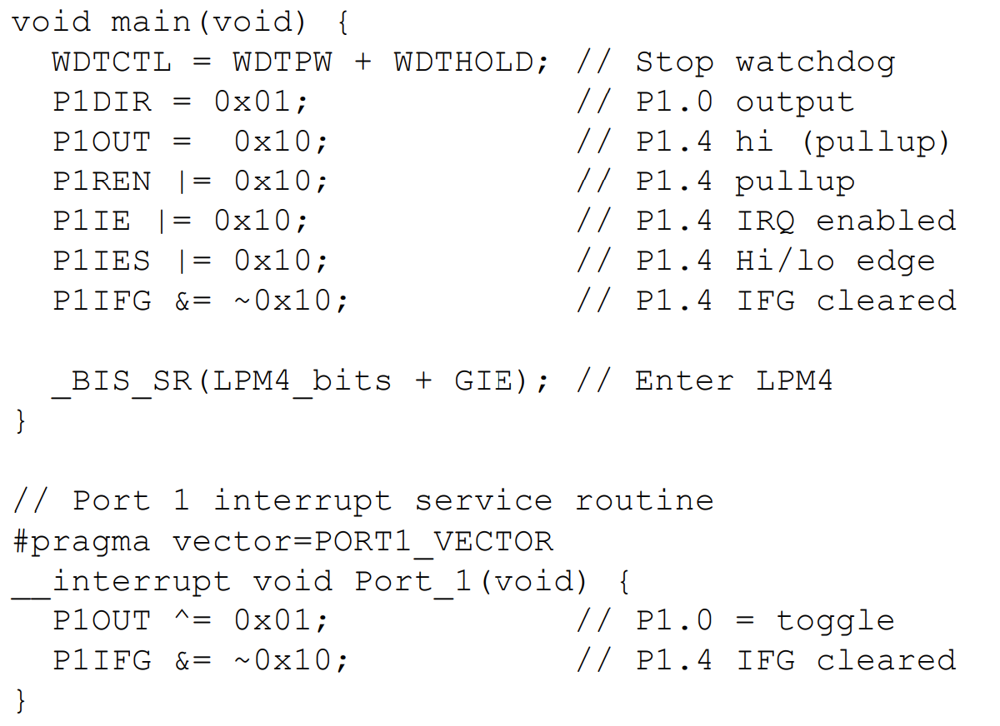 void main(void) {
  WDTCTL = WDTPW + WDTHOLD; // Stop watchdog
  P1DIR = 0x01;             // P1.0 output
  P1OUT =  0x10;            // P1.4 hi (pullup)
  P1REN |= 0x10;            // P1.4 pullup
  P1IE |= 0x10;             // P1.4 IRQ enabled
  P1IES |= 0x10;            // P1.4 Hi/lo edge
  P1IFG &= ~0x10;           // P1.4 IFG cleared

  _BIS_SR(LPM4_bits + GIE); // Enter LPM4
}

// Port 1 interrupt service routine
#pragma vector=PORT1_VECTOR
__interrupt void Port_1(void) {
  P1OUT ^= 0x01;            // P1.0 = toggle
  P1IFG &= ~0x10;           // P1.4 IFG cleared
}